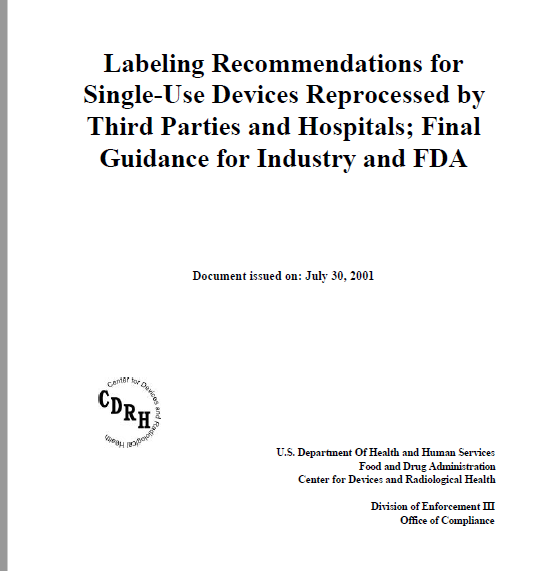 Labeling Recommendations for
Single-Use Devices Reprocessed by
Third Parties and Hospitals; Final
Guidance for Industry and FDA
Document issued on: July 30, 2001
Center for Devices and Radiological Health
CDRH
U.S. Department Of Health and Human Services
Food and Drug Administration
Center for Devices and Radiological Health
Division of Enforcement III
Office of Compliance